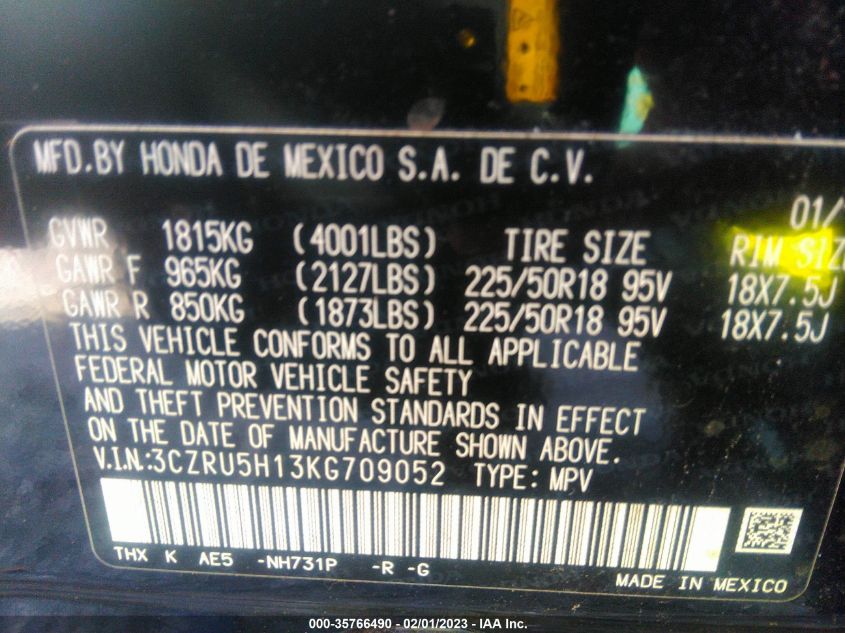 MFD.BY HONDA DE MEXICO S.A. DE C.V.
01/
GVWR 1815KG (4001LBS) TIRE SIZE RIM SIZ
GAWR F 965KG (2127LBS) 225/50R18 95V 18X7.5J
GAWR R 850KG (1873LBS) 225/50R18 95V 18X7.5J
THIS VEHICLE CONFORMS TO ALL APPLICABLE
FEDERAL MOTOR VEHICLE SAFETY
AND THEFT PREVENTION STANDARDS IN EFFECT
ON THE DATE OF MANUFACTURE SHOWN ABOVE.
V.I.N.:3CZRU5H13KG709052 TYPE: MPV
THX K AE5 -NH731P -R -G
MADE IN MEXICO
000-35766490 - 02/01/2023 - IAA Inc.